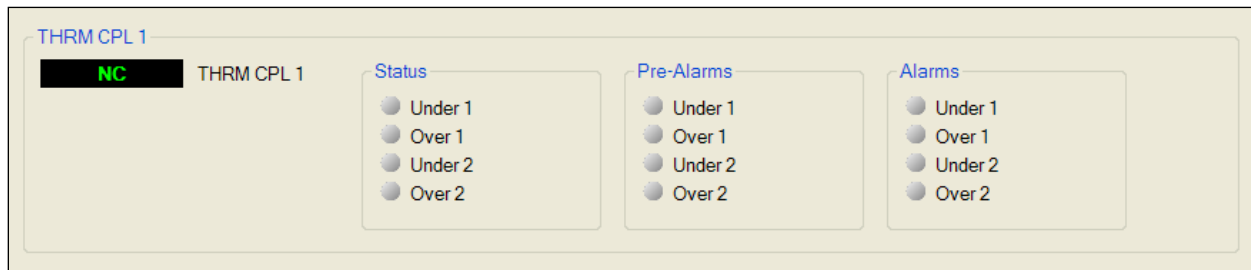 THRM CPL 1
NC THRM CPL 1
Status
Under 1
Over 1
Under 2
Over 2
Pre-Alarms
Under 1
Over 1
Under 2
Over 2
Alarms
Under 1
Over 1
Under 2
Over 2